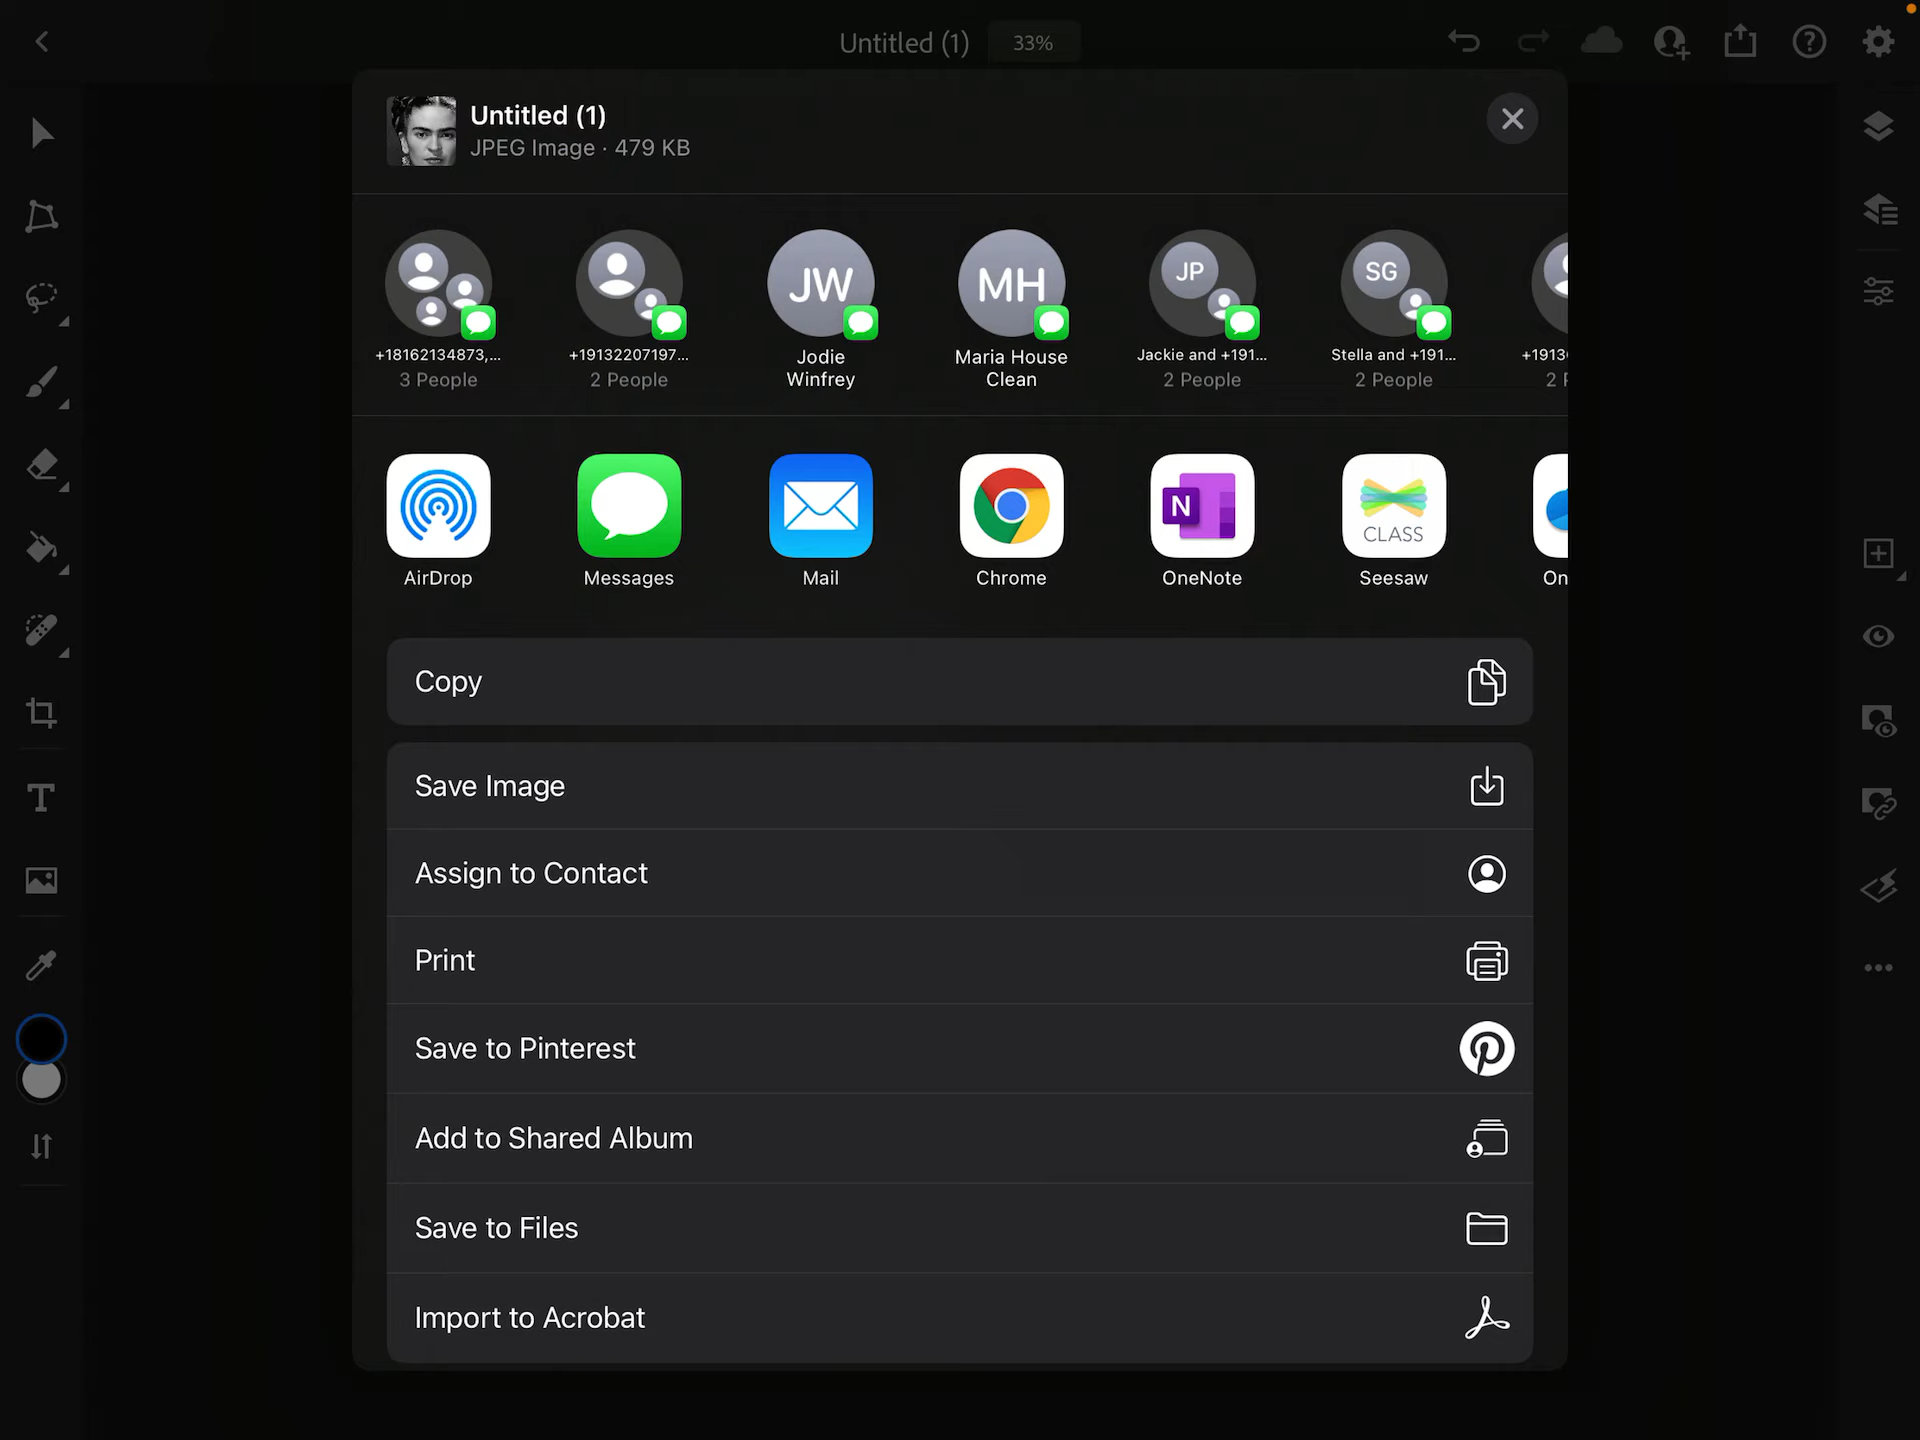 Untitled (1) 33%
Untitled (1)
JPEG Image · 479 KB
JW MH JP SG
+18162134873,...
3 People
+19132207197...
2 People
Jodie
Winfrey
Maria House
Clean
Jackie and +191...
2 People
Stella and +191...
2 People
+1913
2
N CLASS
AirDrop Messages Mail Chrome OneNote Seesaw On
Copy
Save Image
Assign to Contact
Print
Save to Pinterest
Add to Shared Album
Save to Files
Import to Acrobat